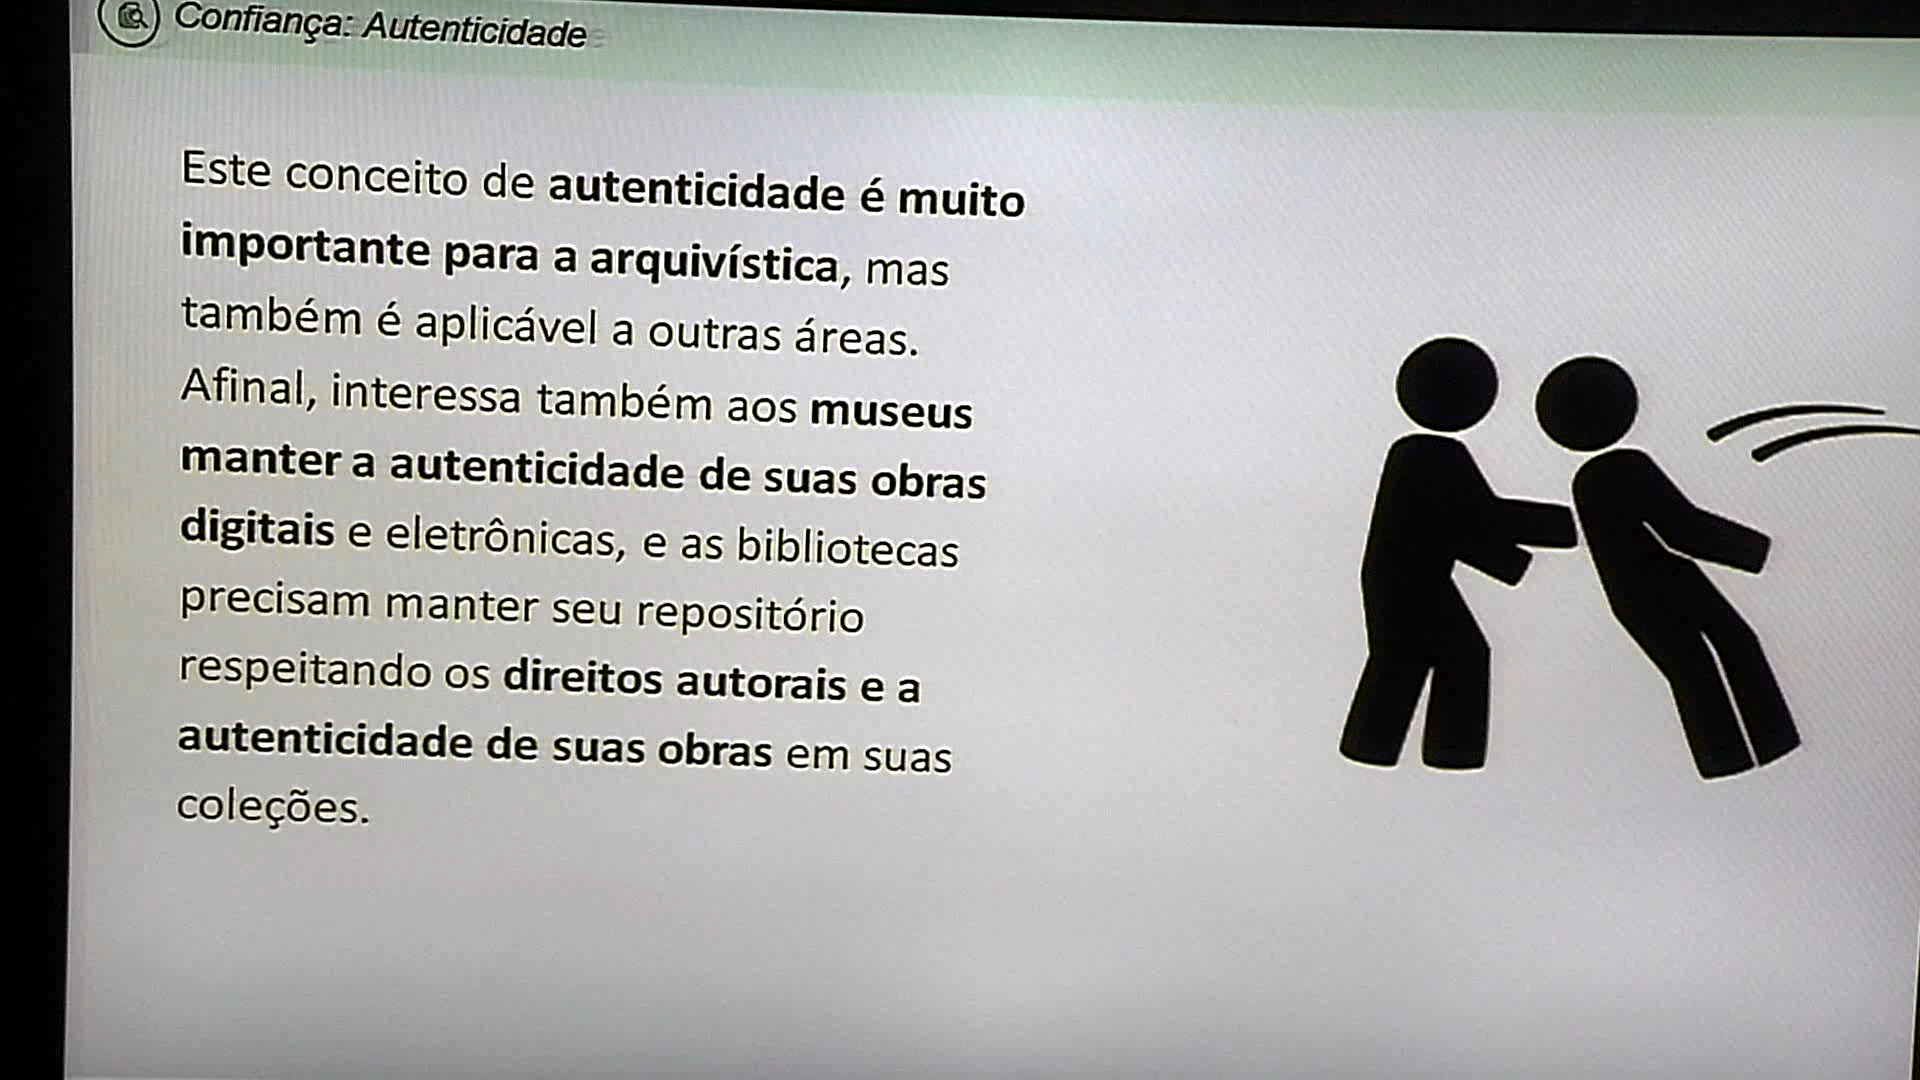 Confiança: Autenticidade
Este conceito de autenticidade é muito
importante para a arquivística, mas
também é aplicável a outras áreas.
Afinal, interessa também aos museus
manter a autenticidade de suas obras
digitais e eletrônicas, e as bibliotecas
precisam manter seu repositório
respeitando os direitos autorais e a
autenticidade de suas obras em suas
coleções.